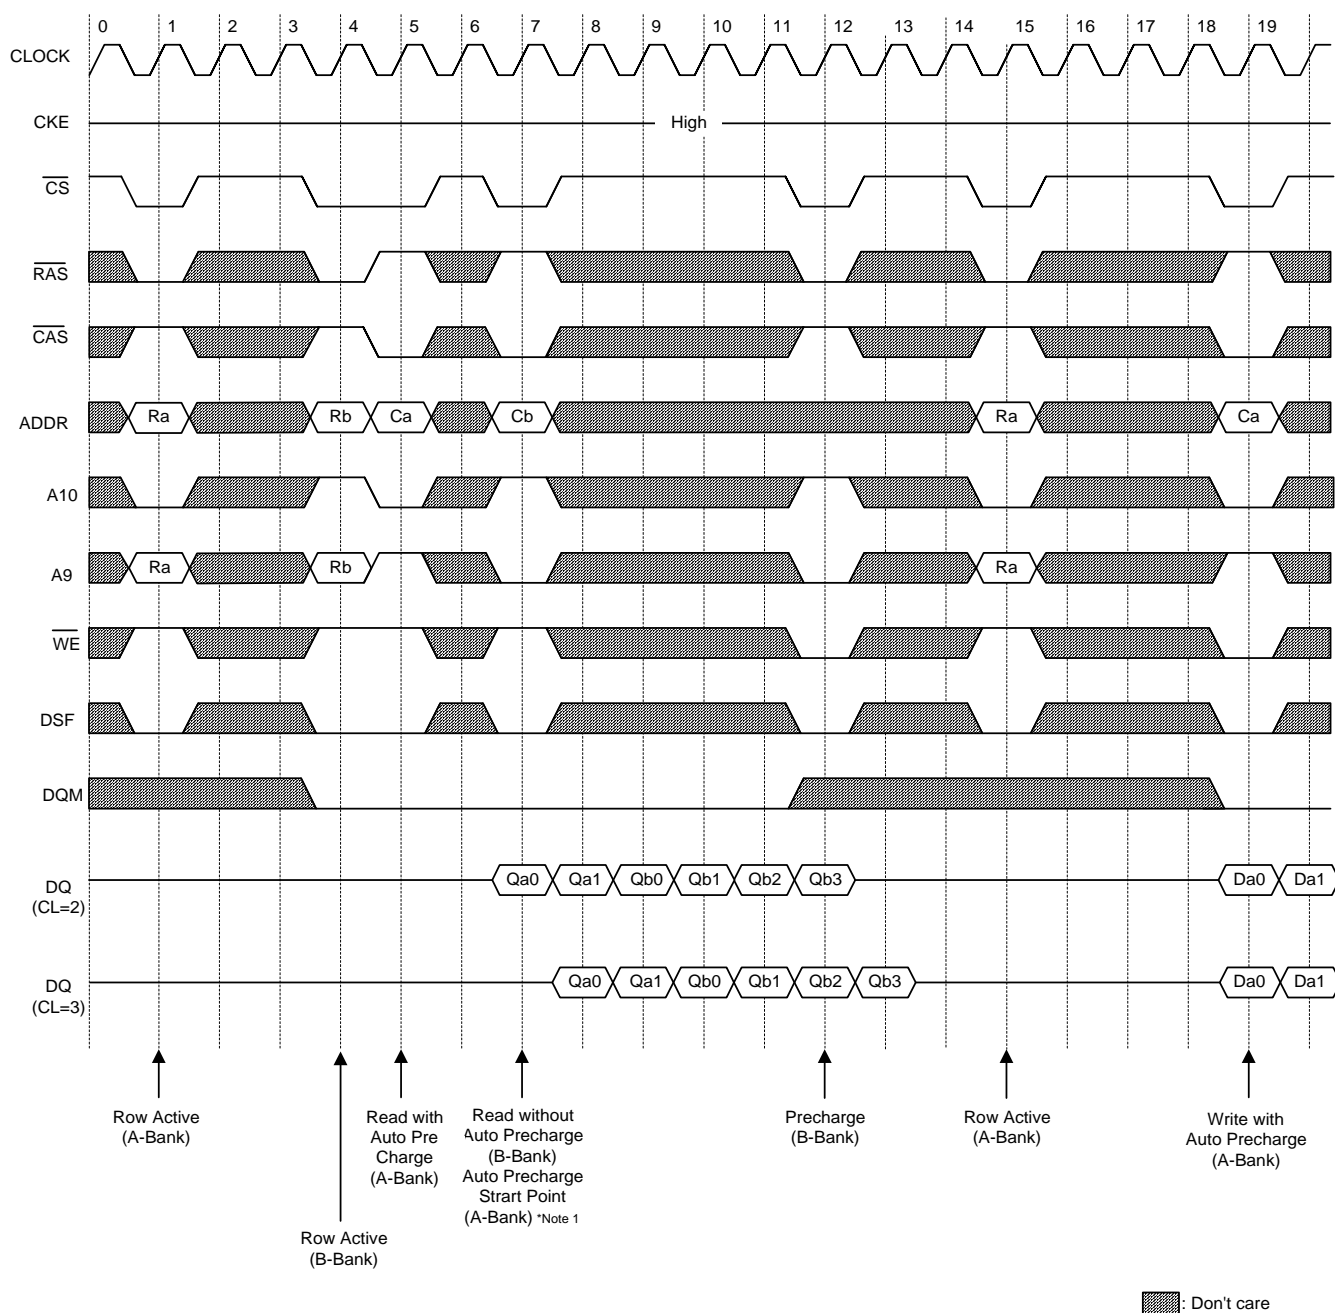 0 1 2 3 4 5 6 7 8 9 10 11 12 13 14 15 16 17 18 19
CLOCK
CKE
High
CS
RAS
CAS
ADDR
Ra Rb Ca Cb Ra Ca
A10
A9
Ra Rb Ra
WE
DSF
DQM
DQ
(CL=2)
Qa0 Qa1 Qb0 Qb1 Qb2 Qb3 Da0 Da1
DQ
(CL=3)
Qa0 Qa1 Qb0 Qb1 Qb2 Qb3 Da0 Da1
Row Active
(A-Bank)
Row Active
(B-Bank)
Read with
Auto Pre
Charge
(A-Bank)
Read without
Auto Precharge
(B-Bank)
Auto Precharge
Strart Point
(A-Bank) *Note 1
Precharge
(B-Bank)
Row Active
(A-Bank)
Write with
Auto Precharge
(A-Bank)
: Don't care